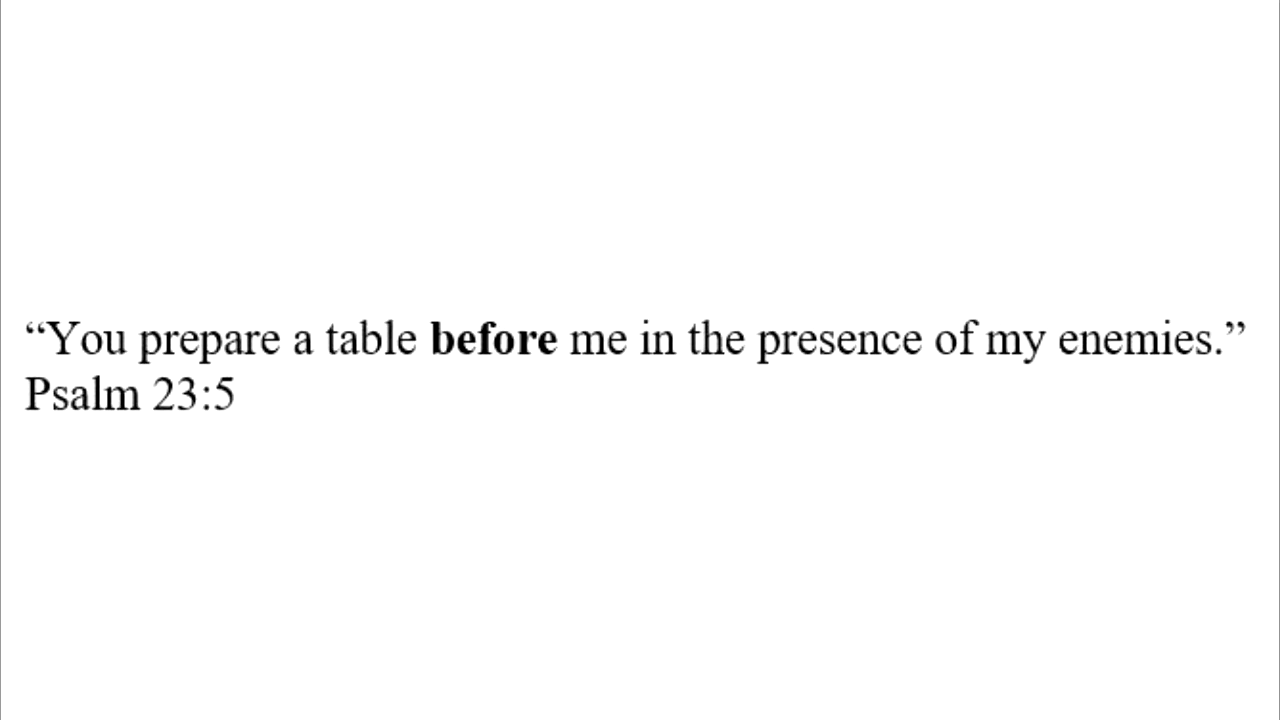 “You prepare a table before me in the presence of my enemies.”
Psalm 23:5